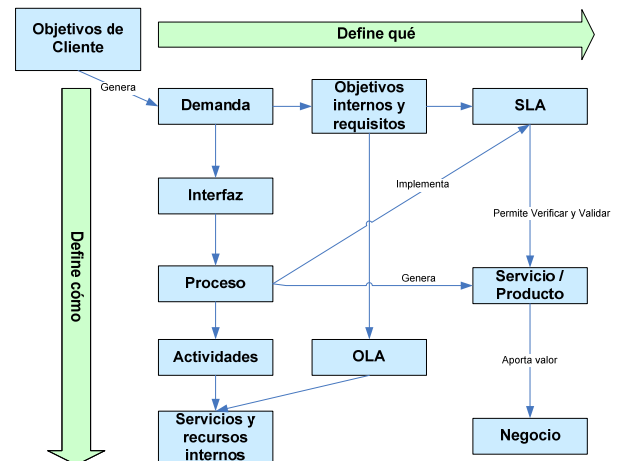 Objetivos de
Cliente
Define qué
Genera
Demanda
Objetivos
internos y
requisitos
SLA
Interfaz
Implementa
Permite Verificar y Validar
Define cómo
Proceso
Genera
Servicio /
Producto
Actividades
OLA
Aporta valor
Servicios y
recursos
internos
Negocio